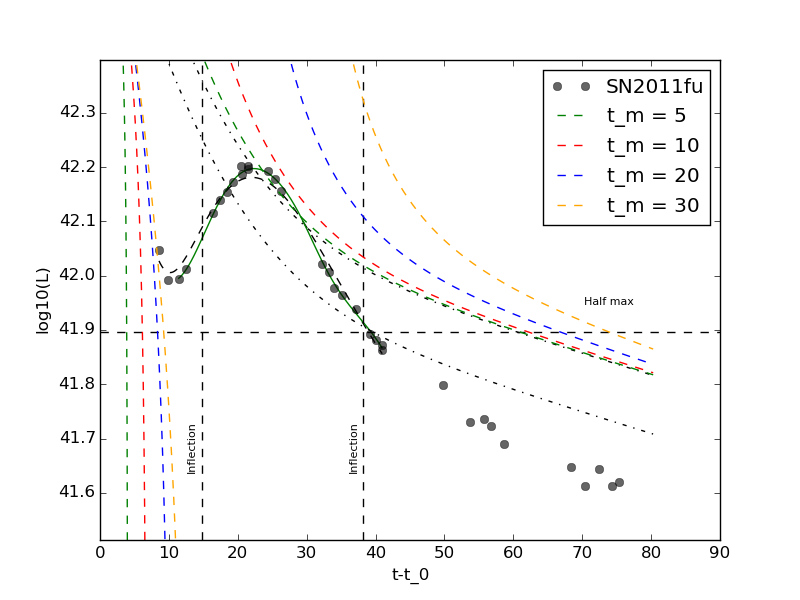 SN2011fu
t_m = 5
t_m = 10
t_m = 20
t_m = 30
42.3
42.2
42.1
42.0
41.9
41.8
41.7
41.6
log10(L)
Half max
Inflection
Inflection
0 10 20 30 40 50 60 70 80 90
t-t_0